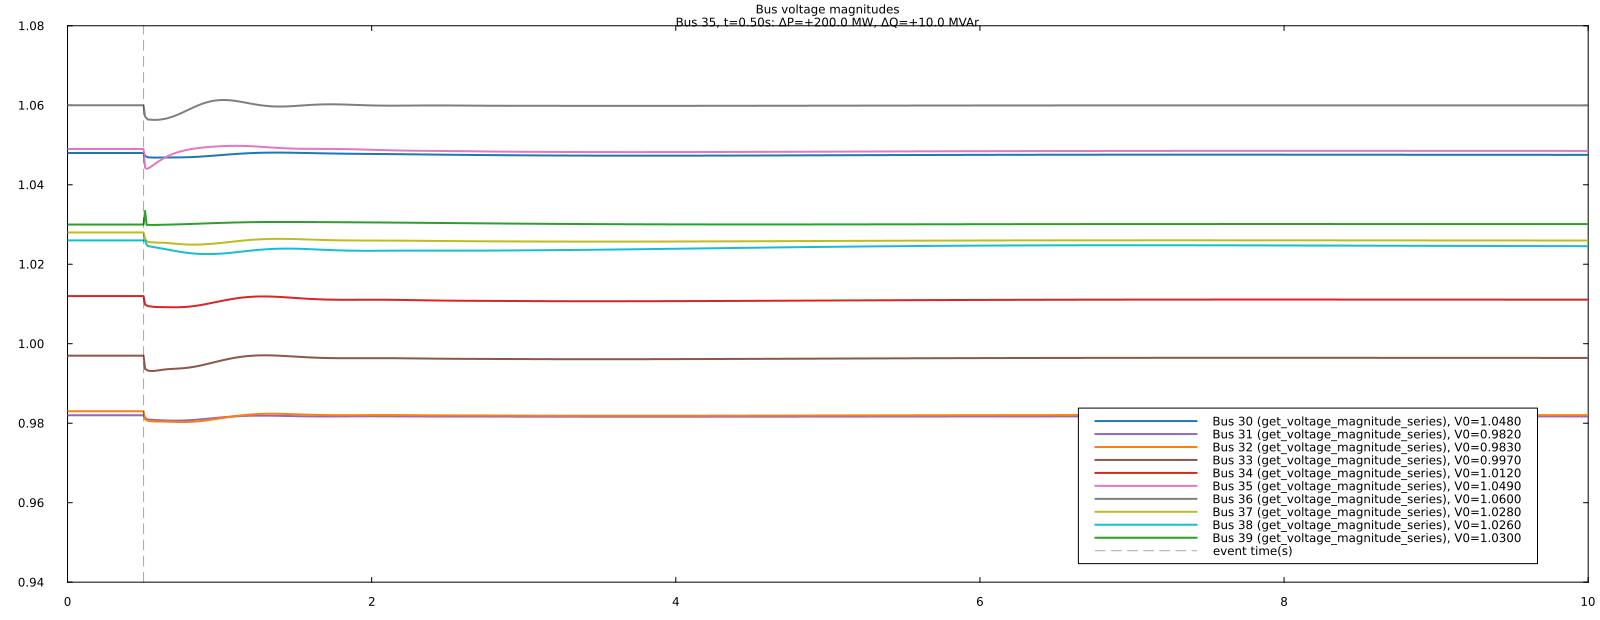 Bus voltage magnitudes
Bus 35, t=0.50s: ΔP=+200.0 MW, ΔQ=+10.0 MVAr
1.08
1.06
1.04
1.02
1.00
0.98
0.96
0.94
Bus 30 (get_voltage_magnitude_series), V0=1.0480
Bus 31 (get_voltage_magnitude_series), V0=0.9820
Bus 32 (get_voltage_magnitude_series), V0=0.9830
Bus 33 (get_voltage_magnitude_series), V0=0.9970
Bus 34 (get_voltage_magnitude_series), V0=1.0120
Bus 35 (get_voltage_magnitude_series), V0=1.0490
Bus 36 (get_voltage_magnitude_series), V0=1.0600
Bus 37 (get_voltage_magnitude_series), V0=1.0280
Bus 38 (get_voltage_magnitude_series), V0=1.0260
Bus 39 (get_voltage_magnitude_series), V0=1.0300
event time(s)
0 2 4 6 8 10